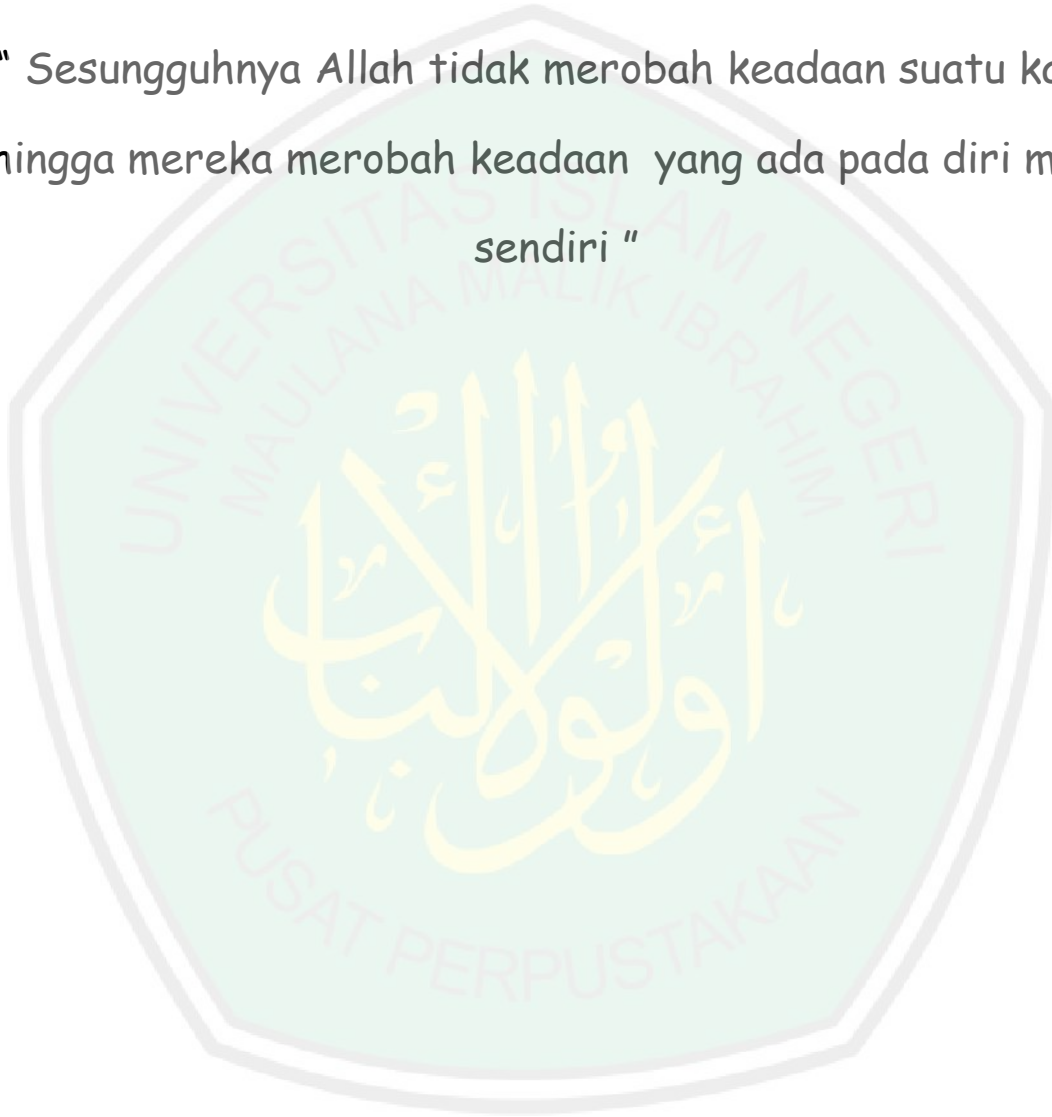 “ Sesungguhnya Allah tidak merobah keadaan suatu
mereka merobah keadaan yang ada pada diri
sendiri ”
UNIVERSITAS ISLAM NEGERI
MAULANA MALIK IBRAHIM
أولوا الألباب
PUSAT PERPUSTAKAAN